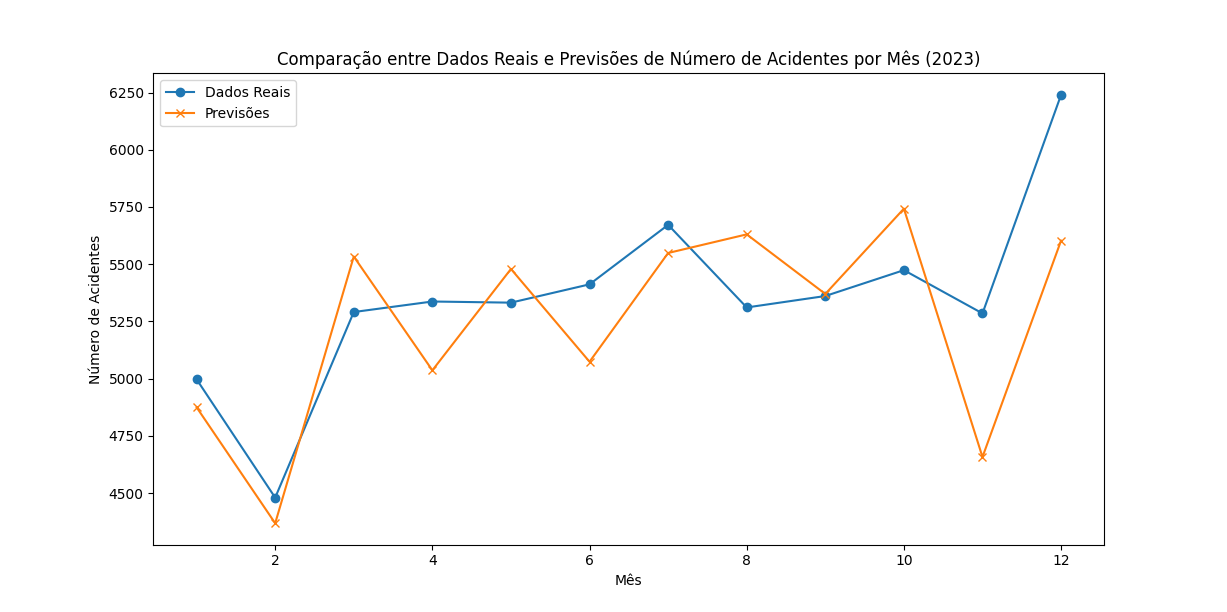 Comparação entre Dados Reais e Previsões de Número de Acidentes por Mês (2023)
Dados Reais
Previsões
Número de Acidentes
6250
6000
5750
5500
5250
5000
4750
4500
2 4 6 8 10 12
Mês